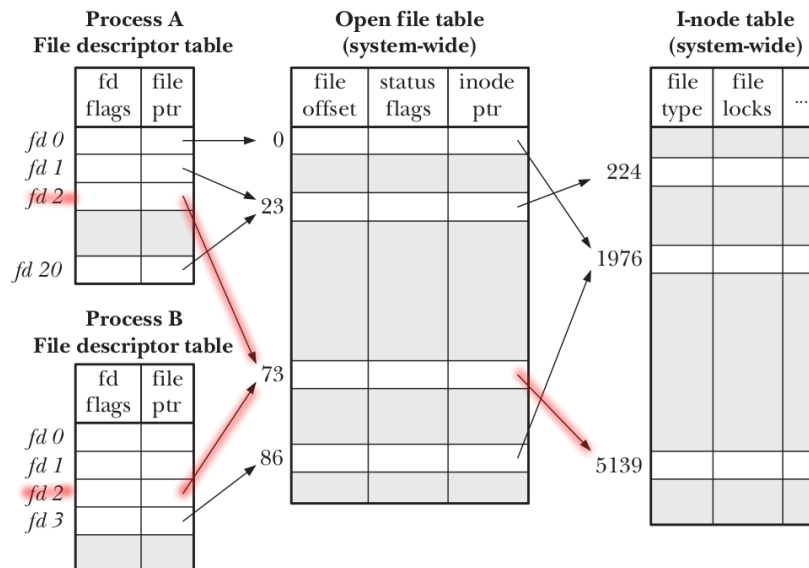 Process A
File descriptor table
fd flags
file ptr
fd 0
fd 1
fd 2
fd 20
Process B
File descriptor table
fd flags
file ptr
fd 0
fd 1
fd 2
fd 3
Open file table
(system-wide)
file offset
status flags
inode ptr
0
23
73
86
I-node table
(system-wide)
file type
file locks
...
224
1976
5139